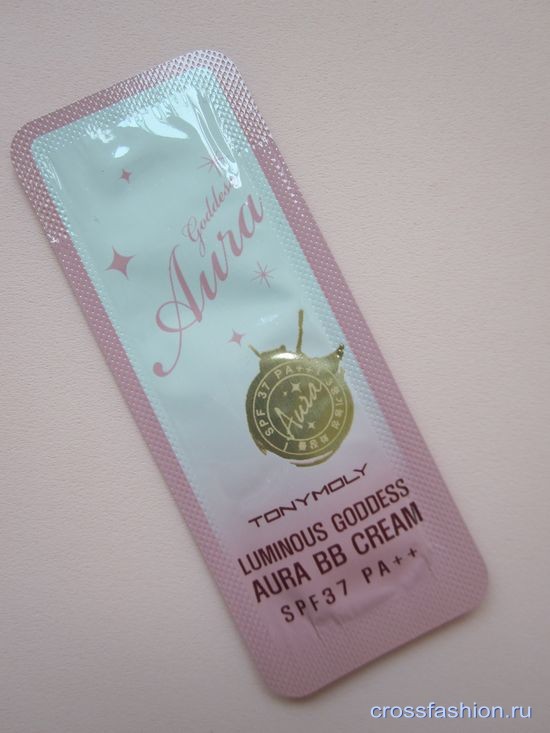 Goddess
Aura
SPF 37 PA++
Aura
TONYMOLY
LUMINOUS GODDESS
AURA BB CREAM
SPF37 PA++
crossfashion.ru